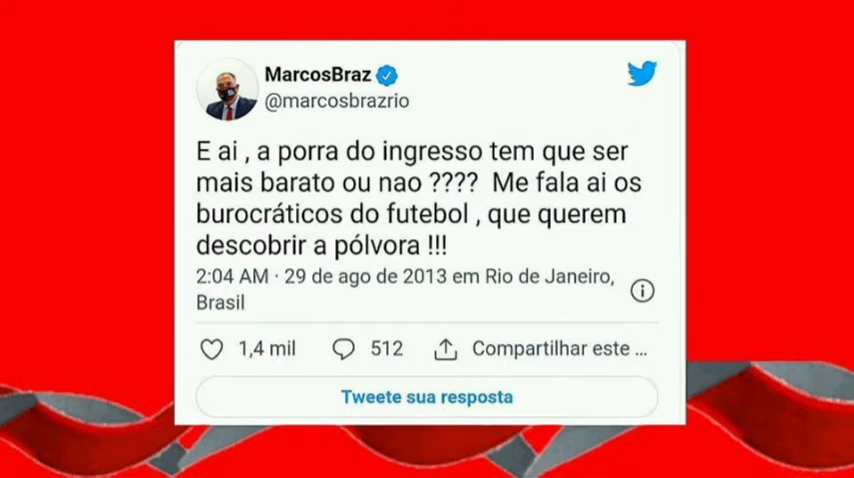 MarcosBraz
@marcosbrazrio
E ai , a porra do ingresso tem que ser
mais barato ou nao ???? Me fala ai os
burocráticos do futebol , que querem
descobrir a pólvora !!!
2:04 AM · 29 de ago de 2013 em Rio de Janeiro,
Brasil
1,4 mil 512 Compartilhar este ...
Tweete sua resposta